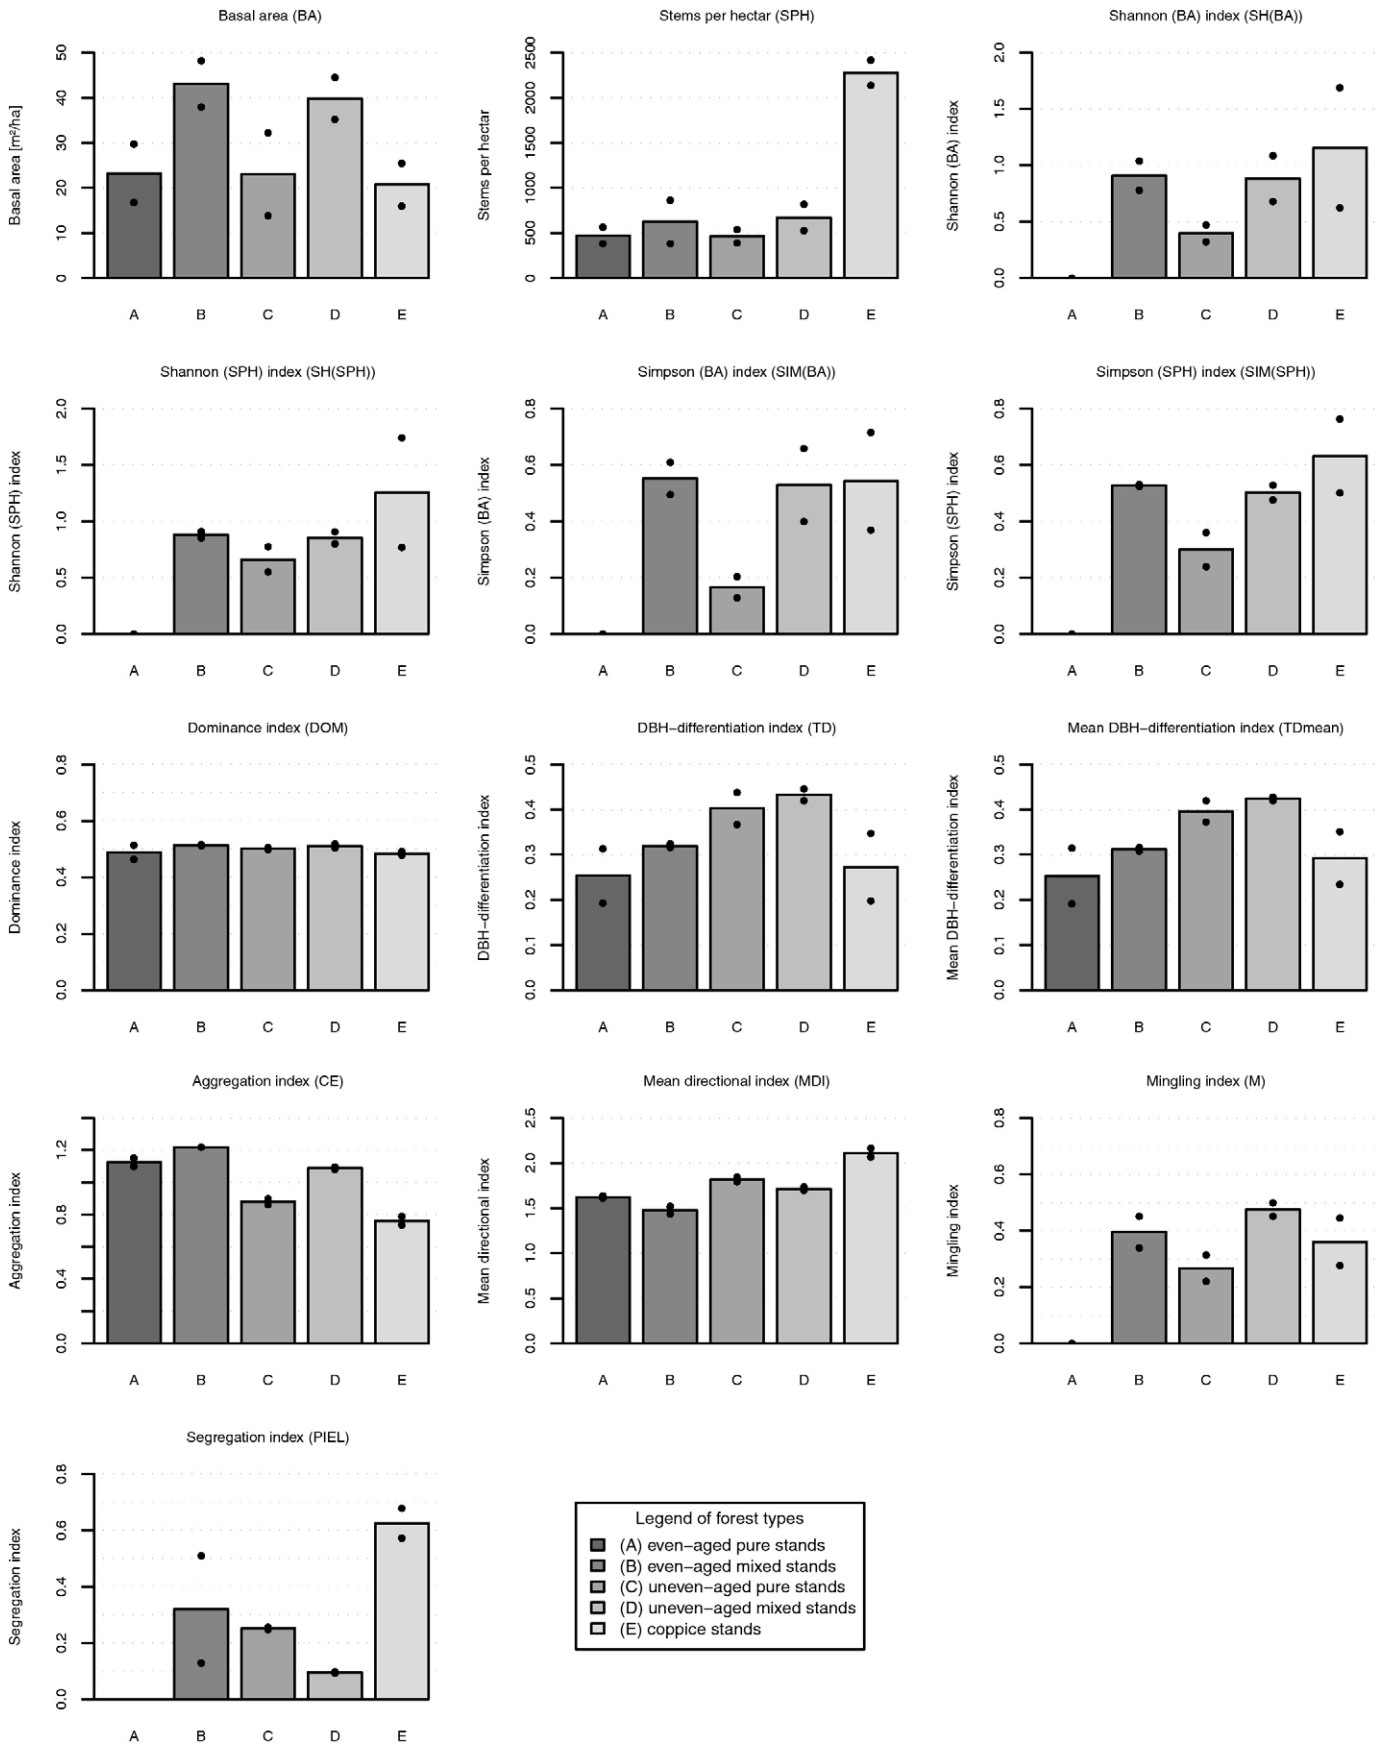 Basal area (BA)
Basal area [m²/ha]
0 10 20 30 40 50
A B C D E
Stems per hectar (SPH)
Stems per hectar
0 500 1000 1500 2000 2500
A B C D E
Shannon (BA) index (SH(BA))
Shannon (BA) index
0.0 0.5 1.0 1.5 2.0
A B C D E
Shannon (SPH) index (SH(SPH))
Shannon (SPH) index
0.0 0.5 1.0 1.5 2.0
A B C D E
Simpson (BA) index (SIM(BA))
Simpson (BA) index
0.0 0.2 0.4 0.6 0.8
A B C D E
Simpson (SPH) index (SIM(SPH))
Simpson (SPH) index
0.0 0.2 0.4 0.6 0.8
A B C D E
Dominance index (DOM)
Dominance index
0.0 0.2 0.4 0.6 0.8
A B C D E
DBH−differentiation index (TD)
DBH−differentiation index
0.0 0.1 0.2 0.3 0.4 0.5
A B C D E
Mean DBH−differentiation index (TDmean)
Mean DBH−differentiation index
0.0 0.1 0.2 0.3 0.4 0.5
A B C D E
Aggregation index (CE)
Aggregation index
0.0 0.4 0.8 1.2
A B C D E
Mean directional index (MDI)
Mean directional index
0.0 0.5 1.0 1.5 2.0 2.5
A B C D E
Mingling index (M)
Mingling index
0.0 0.2 0.4 0.6 0.8
A B C D E
Segregation index (PIEL)
Segregation index
0.0 0.2 0.4 0.6 0.8
A B C D E
Legend of forest types
(A) even−aged pure stands
(B) even−aged mixed stands
(C) uneven−aged pure stands
(D) uneven−aged mixed stands
(E) coppice stands